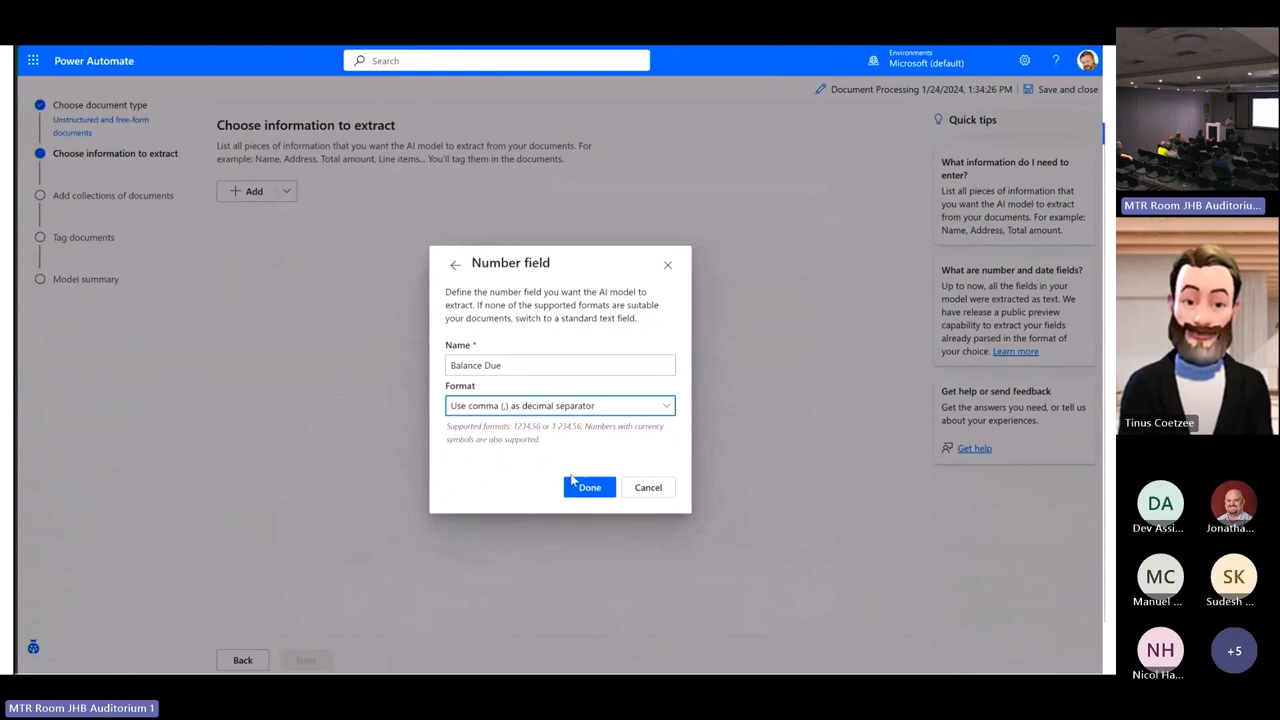 Power Automate
Search
Environments
Microsoft (default)
Document Processing 1/24/2024, 1:34:26 PM
Save and close
Choose document type
Unstructured and free-form
documents
Choose information to extract
Add collections of documents
Tag documents
Model summary
Choose information to extract
List all pieces of information that you want the AI model to extract from your documents. For
example: Name, Address, Total amount, Line items... You'll tag them in the documents.
Add
Number field
Define the number field you want the AI model to
extract. If none of the supported formats are suitable
your documents, switch to a standard text field.
Name *
Balance Due
Format
Use comma (,) as decimal separator
Supported formats: 1234,56 or 1 234,56. Numbers with currency
symbols are also supported.
Done
Cancel
Back
Next
Quick tips
What information do I need to
enter?
List all pieces of information that
you want the AI model to extract
from your documents. For example:
Name, Address, Total amount.
What are number and date fields?
Up to now, all the fields in your
model were extracted as text. We
have released a public preview
capability to extract your fields
already parsed in the format of
your choice. Learn more
Get help or send feedback
Get the answers you need, or tell us
about your experiences.
Get help
MTR Room JHB Auditoriu...
Tinus Coetzee
DA
Dev Assi...
Jonatha...
MC
Manuel ...
SK
Sudesh ...
NH
Nicol Ha...
+5
MTR Room JHB Auditorium 1